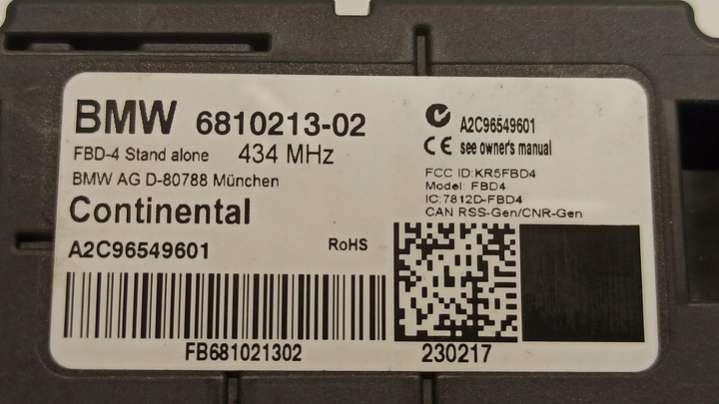 BMW 6810213-02
FBD-4 Stand alone 434 MHz
BMW AG D-80788 München
Continental
A2C96549601
RoHS
FB681021302
A2C96549601
CE see owner's manual
FCC ID:KR5FBD4
Model: FBD4
IC:7812D-FBD4
CAN RSS-Gen/CNR-Gen
230217